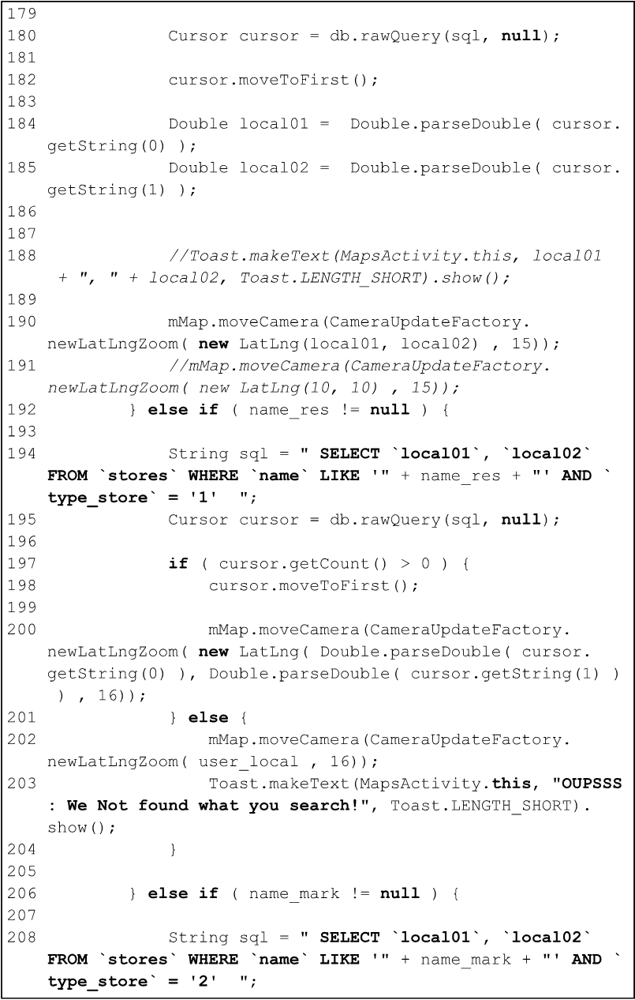 179
180 Cursor cursor = db.rawQuery(sql, null);
181
182 cursor.moveToFirst();
183
184 Double local01 =  Double.parseDouble( cursor.
getString(0) );
185 Double local02 =  Double.parseDouble( cursor.
getString(1) );
186
187
188 //Toast.makeText(MapsActivity.this, local01
+ ", " + local02, Toast.LENGTH_SHORT).show();
189
190 mMap.moveCamera(CameraUpdateFactory.
newLatLngZoom( new LatLng(local01, local02) , 15));
191 //mMap.moveCamera(CameraUpdateFactory.
newLatLngZoom( new LatLng(10, 10) , 15));
192 } else if ( name_res != null ) {
193
194 String sql = " SELECT `local01`, `local02`
FROM `stores` WHERE `name` LIKE '" + name_res + "' AND `
type_store` = '1'  ";
195 Cursor cursor = db.rawQuery(sql, null);
196
197 if ( cursor.getCount() > 0 ) {
198 cursor.moveToFirst();
199
200 mMap.moveCamera(CameraUpdateFactory.
newLatLngZoom( new LatLng( Double.parseDouble( cursor.
getString(0) ), Double.parseDouble( cursor.getString(1) )
) , 16));
201 } else {
202 mMap.moveCamera(CameraUpdateFactory.
newLatLngZoom( user_local , 16));
203 Toast.makeText(MapsActivity.this, "OUPSSS
: We Not found what you search!", Toast.LENGTH_SHORT).
show();
204 }
205
206 } else if ( name_mark != null ) {
207
208 String sql = " SELECT `local01`, `local02`
FROM `stores` WHERE `name` LIKE '" + name_mark + "' AND `
type_store` = '2'  ";